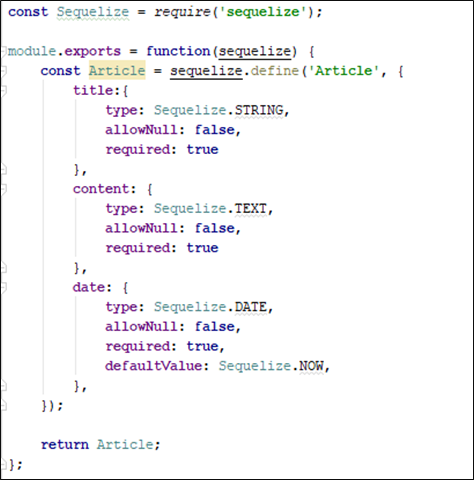 const Sequelize = require('sequelize');

module.exports = function(sequelize) {
    const Article = sequelize.define('Article', {
        title:{
            type: Sequelize.STRING,
            allowNull: false,
            required: true
        },
        content: {
            type: Sequelize.TEXT,
            allowNull: false,
            required: true
        },
        date: {
            type: Sequelize.DATE,
            allowNull: false,
            required: true,
            defaultValue: Sequelize.NOW,
        },
    });

    return Article;
};